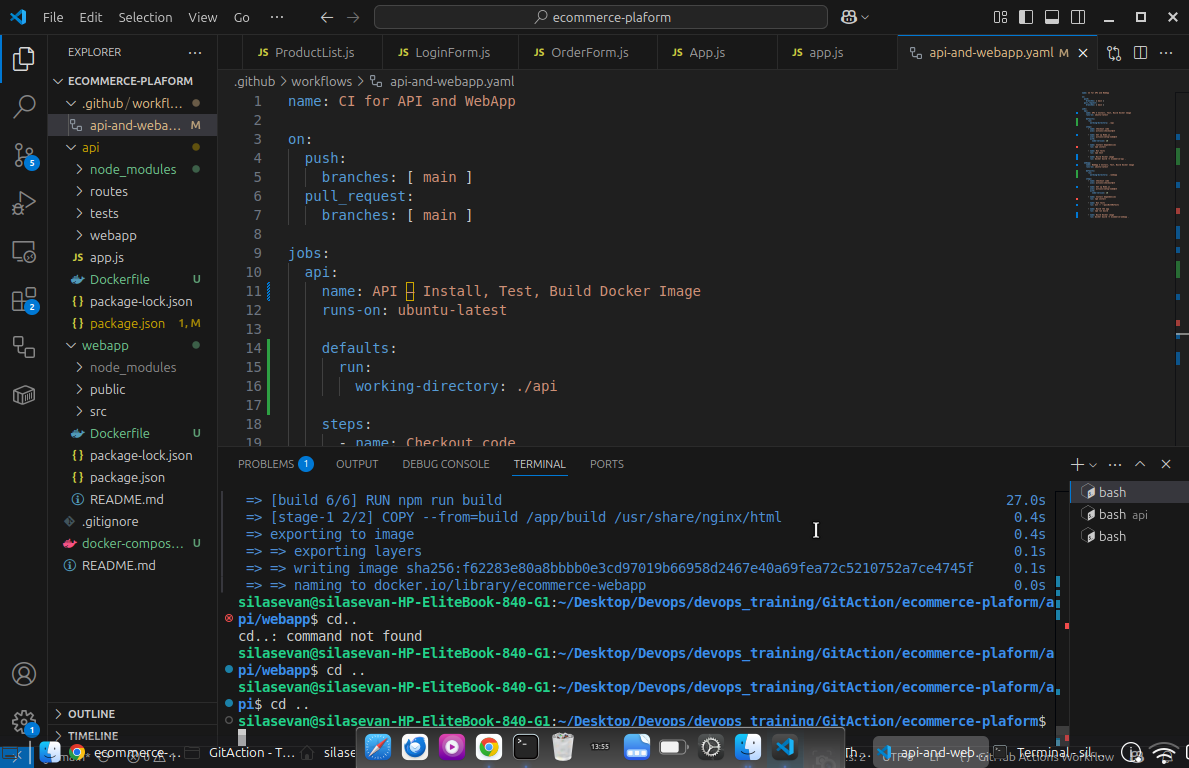 File Edit Selection View Go ··· ecommerce-plaform
EXPLORER ···
ECOMMERCE-PLAFORM
.github / workfl...
api-and-weba... M
api
node_modules
routes
tests
webapp
JS app.js
Dockerfile U
{ } package-lock.json
{ } package.json 1, M
webapp
node_modules
public
src
Dockerfile U
{ } package-lock.json
{ } package.json
README.md
.gitignore
docker-compos... U
README.md
OUTLINE
TIMELINE
5
2
1
JS ProductList.js JS LoginForm.js JS OrderForm.js JS App.js JS app.js api-and-webapp.yaml M
.github > workflows > api-and-webapp.yaml
1 name: CI for API and WebApp
2
3 on:
4 push:
5 branches: [ main ]
6 pull_request:
7 branches: [ main ]
8
9 jobs:
10 api:
11 name: API – Install, Test, Build Docker Image
12 runs-on: ubuntu-latest
13
14 defaults:
15 run:
16 working-directory: ./api
17
18 steps:
19 - name: Checkout code
PROBLEMS 1 OUTPUT DEBUG CONSOLE TERMINAL PORTS
=> [build 6/6] RUN npm run build 27.0s
=> [stage-1 2/2] COPY --from=build /app/build /usr/share/nginx/html 0.4s
=> exporting to image 0.4s
=> => exporting layers 0.1s
=> => writing image sha256:f62283e80a8bbbb0e3cd97019b66958d2467e40a69fea72c5210752a7ce4745f 0.1s
=> => naming to docker.io/library/ecommerce-webapp 0.0s
silasevan@silasevan-HP-EliteBook-840-G1:~/Desktop/Devops/devops_training/GitAction/ecommerce-plaform/a
pi/webapp$ cd..
cd..: command not found
silasevan@silasevan-HP-EliteBook-840-G1:~/Desktop/Devops/devops_training/GitAction/ecommerce-plaform/a
pi/webapp$ cd ..
silasevan@silasevan-HP-EliteBook-840-G1:~/Desktop/Devops/devops_training/GitAction/ecommerce-plaform/a
pi$ cd ..
silasevan@silasevan-HP-EliteBook-840-G1:~/Desktop/Devops/devops_training/GitAction/ecommerce-plaform$
bash
bash api
bash
ecommerce- GitAction - T... silase 13:55 api-and-web... Terminal - sil...
GitHub Actions Workflow